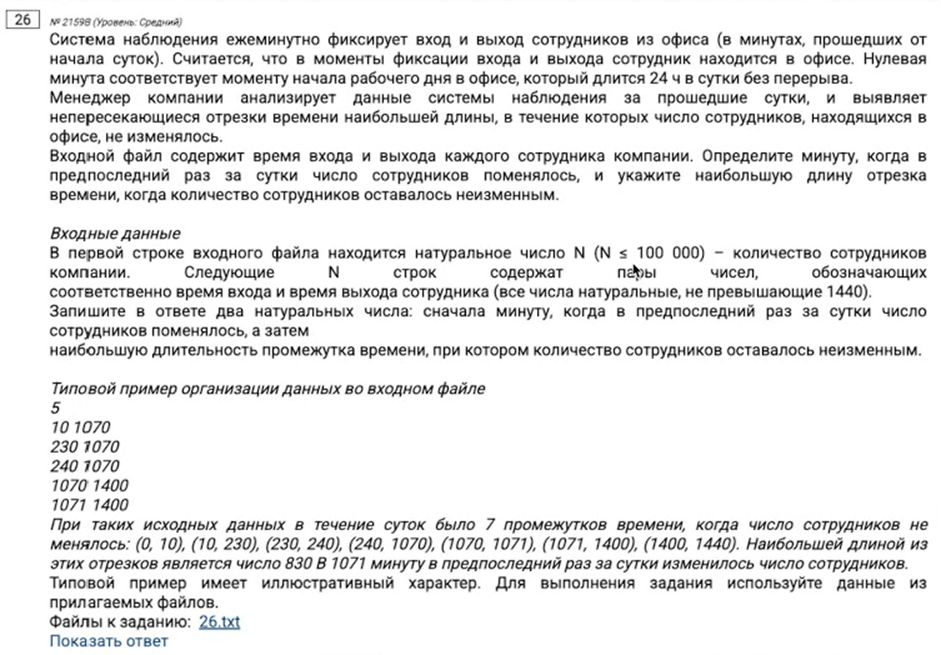 26 № 21598 (Уровень: Средний)
Система наблюдения ежеминутно фиксирует вход и выход сотрудников из офиса (в минутах, прошедших от
начала суток). Считается, что в моменты фиксации входа и выхода сотрудник находится в офисе. Нулевая
минута соответствует моменту начала рабочего дня в офисе, который длится 24 ч в сутки без перерыва.
Менеджер компании анализирует данные системы наблюдения за прошедшие сутки, и выявляет
непересекающиеся отрезки времени наибольшей длины, в течение которых число сотрудников, находящихся в
офисе, не изменялось.
Входной файл содержит время входа и выхода каждого сотрудника компании. Определите минуту, когда в
предпоследний раз за сутки число сотрудников поменялось, и укажите наибольшую длину отрезка
времени, когда количество сотрудников оставалось неизменным.
Входные данные
В первой строке входного файла находится натуральное число N (N ≤ 100 000) – количество сотрудников
компании. Следующие N строк содержат пары чисел, обозначающих
соответственно время входа и время выхода сотрудника (все числа натуральные, не превышающие 1440).
Запишите в ответе два натуральных числа: сначала минуту, когда в предпоследний раз за сутки число
сотрудников поменялось, а затем
наибольшую длительность промежутка времени, при котором количество сотрудников оставалось неизменным.
Типовой пример организации данных во входном файле
5
10 1070
230 1070
240 1070
1070 1400
1071 1400
При таких исходных данных в течение суток было 7 промежутков времени, когда число сотрудников не
менялось: (0, 10), (10, 230), (230, 240), (240, 1070), (1070, 1071), (1071, 1400), (1400, 1440). Наибольшей длиной из
этих отрезков является число 830 В 1071 минуту в предпоследний раз за сутки изменилось число сотрудников.
Типовой пример имеет иллюстративный характер. Для выполнения задания используйте данные из
прилагаемых файлов.
Файлы к заданию: 26.txt
Показать ответ